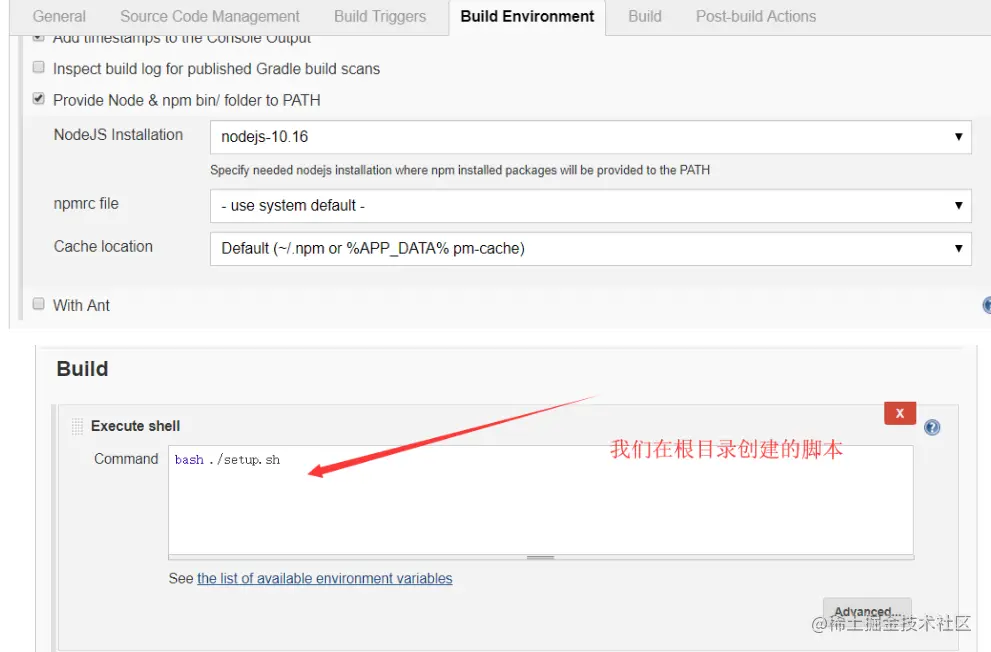 General Source Code Management Build Triggers Build Environment Build Post-build Actions
Add timestamps to the Console Output
Inspect build log for published Gradle build scans
Provide Node & npm bin/ folder to PATH
NodeJS Installation nodejs-10.16
Specify needed nodejs installation where npm installed packages will be provided to the PATH
npmrc file - use system default -
Cache location Default (~/.npm or %APP_DATA% pm-cache)
With Ant
Build
Execute shell
X
Command bash ./setup.sh
我们在根目录创建的脚本
See the list of available environment variables
Advanced...
@稀土掘金技术社区